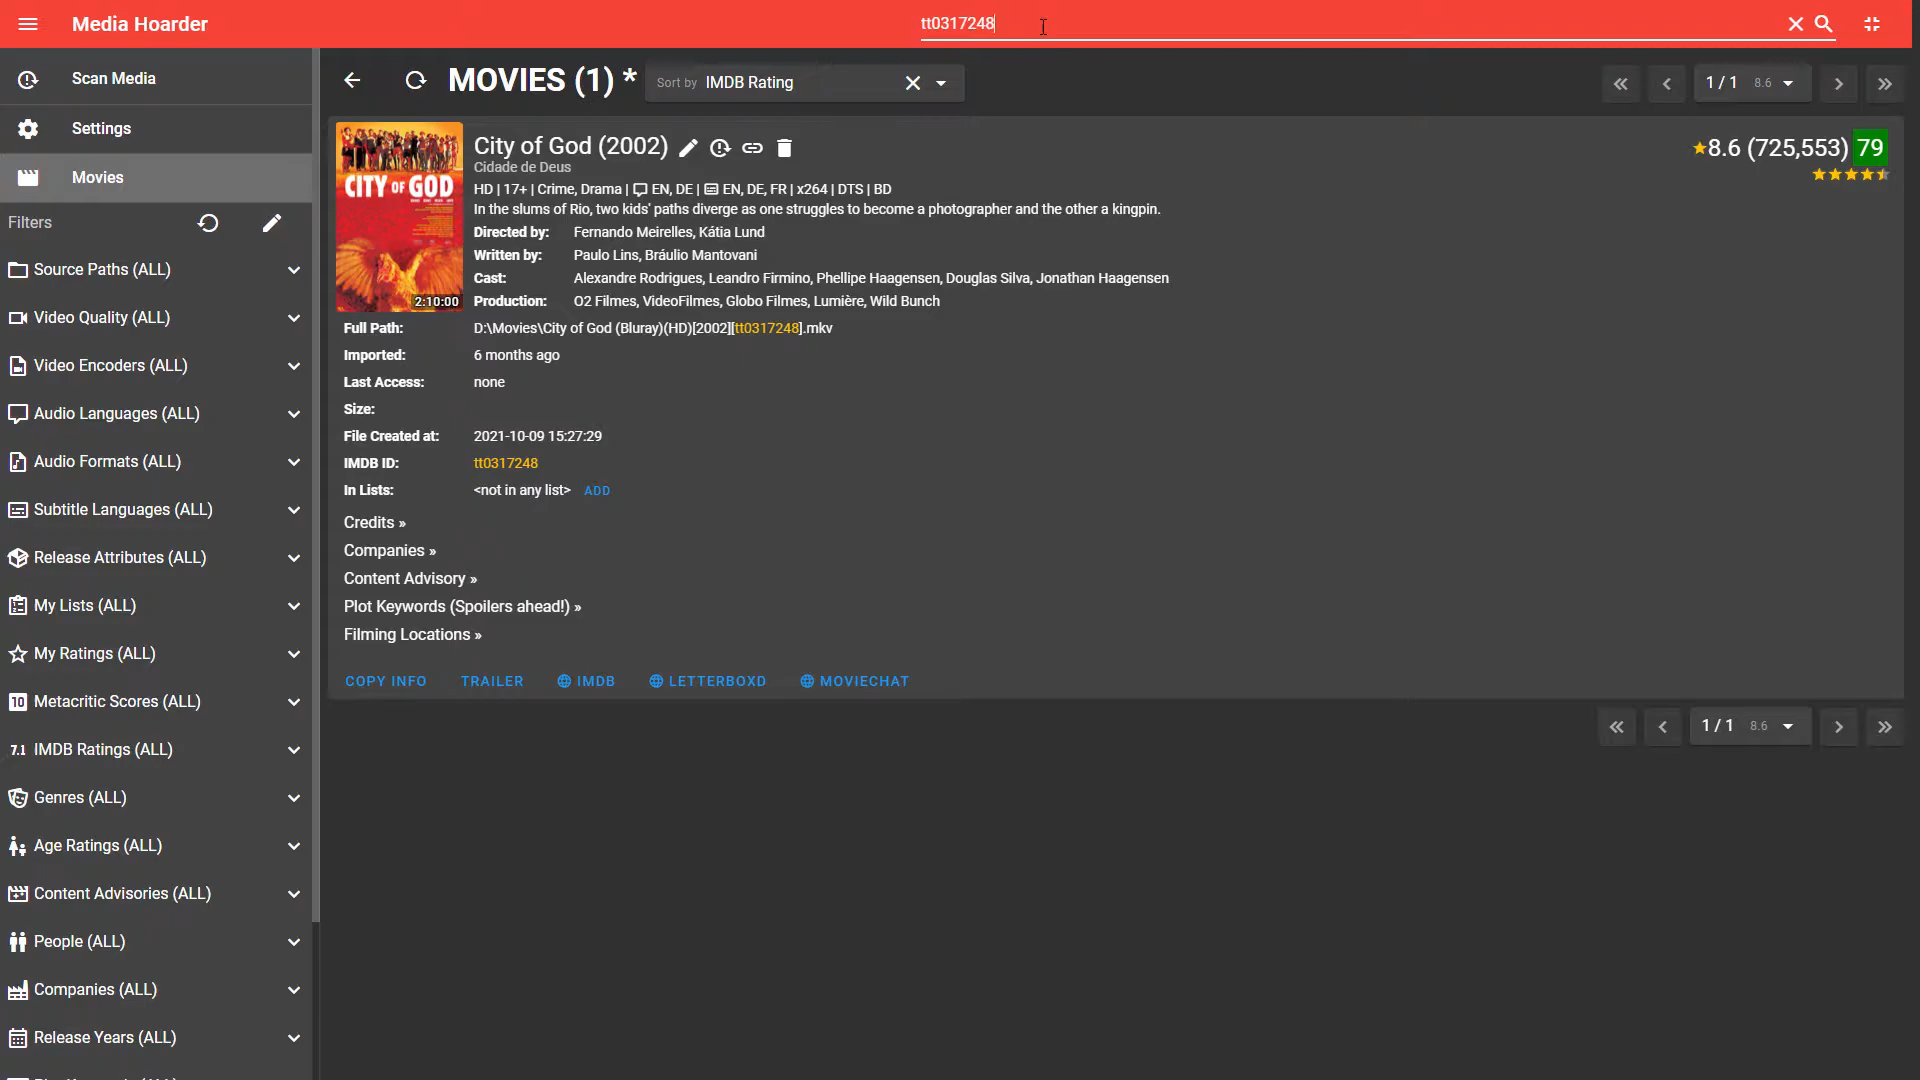 Media Hoarder
tt0317248
Scan Media
Settings
Movies
Filters
Source Paths (ALL)
Video Quality (ALL)
Video Encoders (ALL)
Audio Languages (ALL)
Audio Formats (ALL)
Subtitle Languages (ALL)
Release Attributes (ALL)
My Lists (ALL)
My Ratings (ALL)
10 Metacritic Scores (ALL)
7.1 IMDB Ratings (ALL)
Genres (ALL)
Age Ratings (ALL)
Content Advisories (ALL)
People (ALL)
Companies (ALL)
Release Years (ALL)
MOVIES (1) * Sort by IMDB Rating
1 / 1 8.6
CITY OF GOD
2:10:00
City of God (2002)
8.6 (725,553) 79
Cidade de Deus
HD | 17+ | Crime, Drama | EN, DE | EN, DE, FR | x264 | DTS | BD
In the slums of Rio, two kids' paths diverge as one struggles to become a photographer and the other a kingpin.
Directed by: Fernando Meirelles, Kátia Lund
Written by: Paulo Lins, Bráulio Mantovani
Cast: Alexandre Rodrigues, Leandro Firmino, Phellipe Haagensen, Douglas Silva, Jonathan Haagensen
Production: O2 Filmes, VideoFilmes, Globo Filmes, Lumière, Wild Bunch
Full Path: D:\Movies\City of God (Bluray)(HD)[2002][tt0317248].mkv
Imported: 6 months ago
Last Access: none
Size:
File Created at: 2021-10-09 15:27:29
IMDB ID: tt0317248
In Lists: <not in any list> ADD
Credits »
Companies »
Content Advisory »
Plot Keywords (Spoilers ahead!) »
Filming Locations »
COPY INFO TRAILER IMDB LETTERBOXD MOVIECHAT
1 / 1 8.6